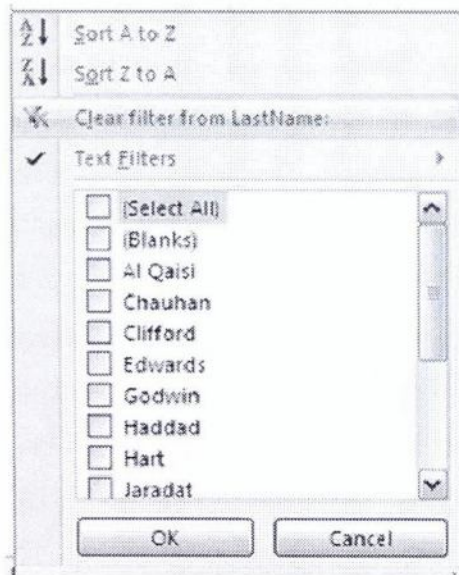 Sort A to Z
Sort Z to A
Clear filter from LastName:
Text Filters
(Select All)
(Blanks)
Al Qaisi
Chauhan
Clifford
Edwards
Godwin
Haddad
Hart
Jaradat
OK
Cancel